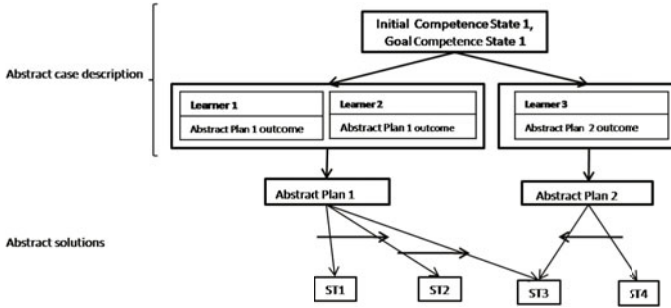 Initial Competence State 1,
Goal Competence State 1
Abstract case description
Learner 1
Learner 2
Learner 3
Abstract Plan 1 outcome
Abstract Plan 1 outcome
Abstract Plan 2 outcome
Abstract Plan 1
Abstract Plan 2
Abstract solutions
ST1
ST2
ST3
ST4